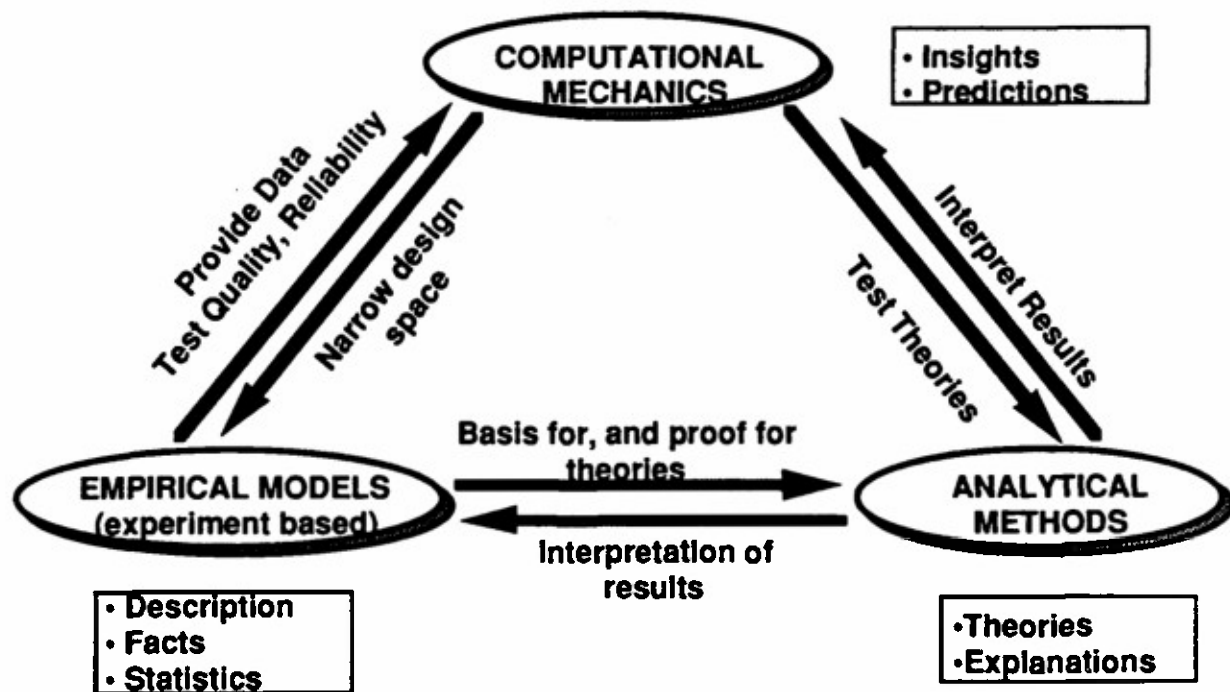 COMPUTATIONAL
MECHANICS
• Insights
• Predictions
Provide Data
Test Quality, Reliability
Narrow design
space
Interpret Results
Test Theories
Basis for, and proof for
theories
EMPIRICAL MODELS
(experiment based)
ANALYTICAL
METHODS
Interpretation of
results
• Description
• Facts
• Statistics
•Theories
•Explanations